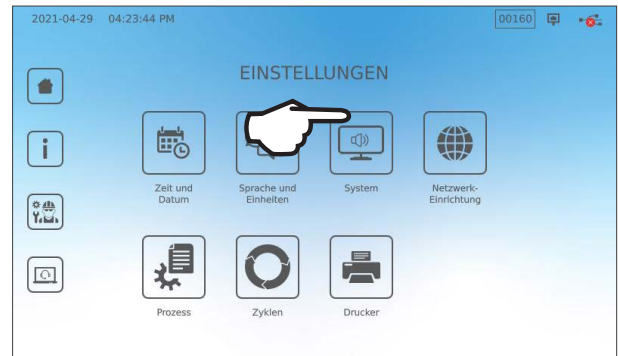 2021-04-29 04:23:44 PM
00160
EINSTELLUNGEN
i
Zeit und
Datum
Sprache und
Einheiten
System
Netzwerk-
Einrichtung
Prozess
Zyklen
Drucker